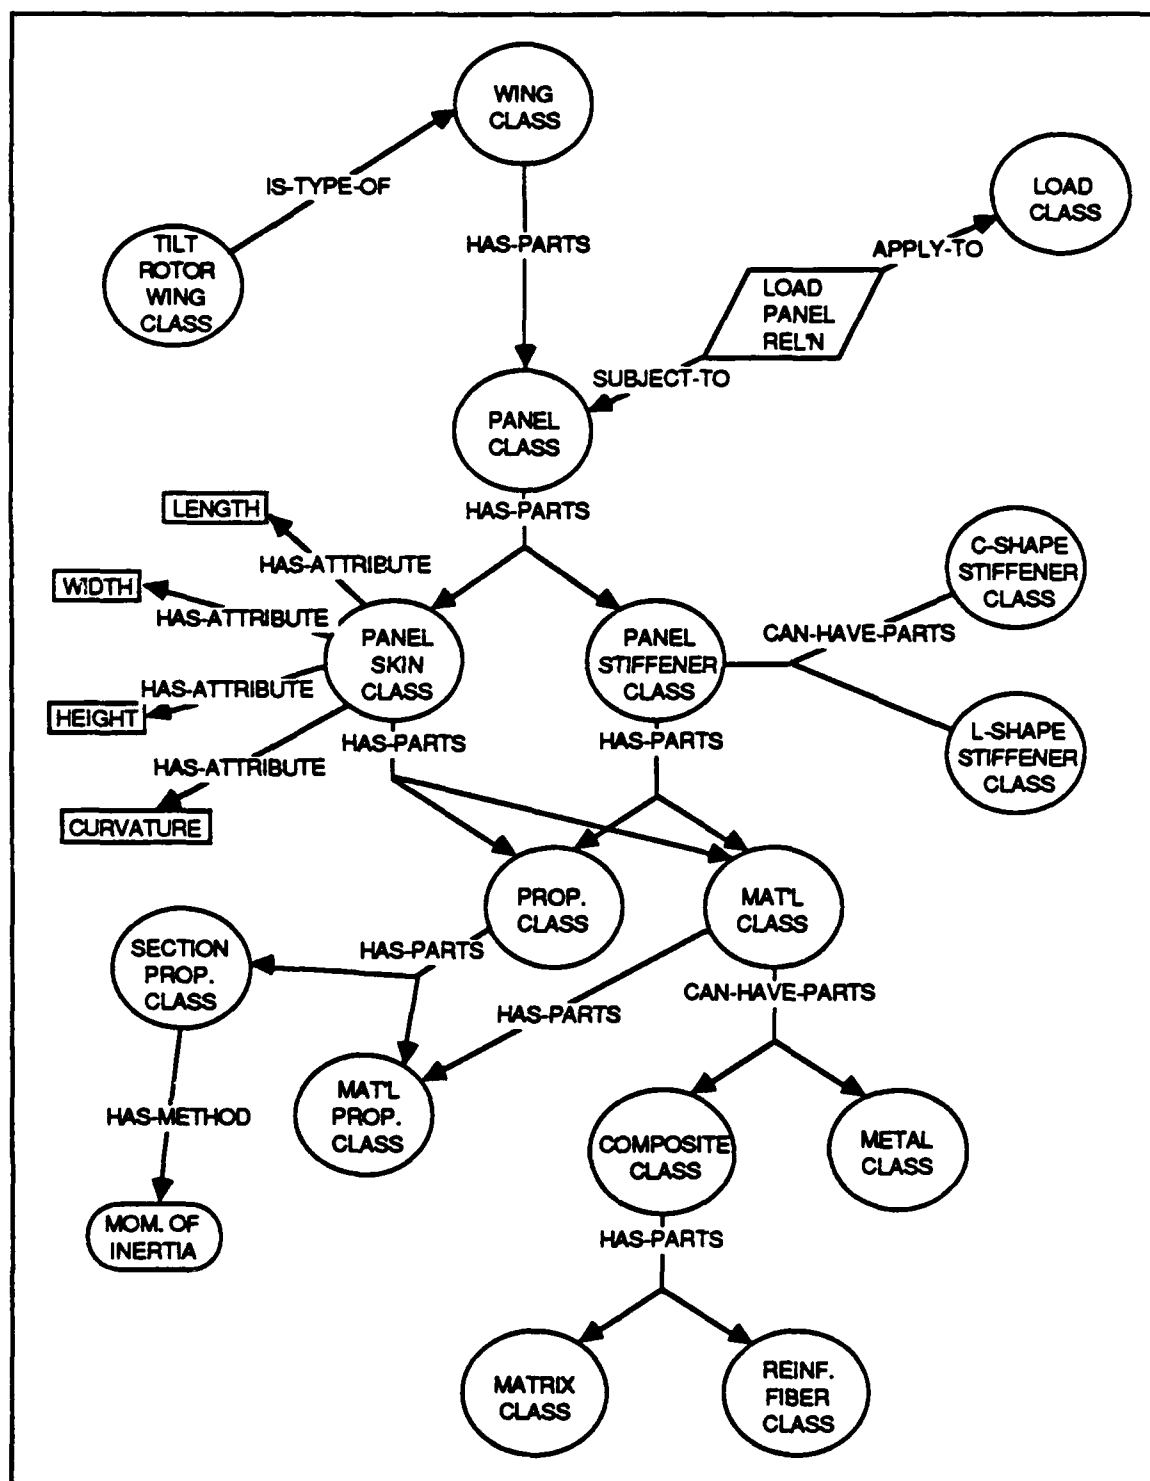 WING
CLASS
IS-TYPE-OF
LOAD
CLASS
TILT
ROTOR
WING
CLASS
HAS-PARTS
APPLY-TO
LOAD
PANEL
REL'N
SUBJECT-TO
PANEL
CLASS
HAS-PARTS
LENGTH
HAS-ATTRIBUTE
WIDTH
HAS-ATTRIBUTE
PANEL
SKIN
CLASS
PANEL
STIFFENER
CLASS
CAN-HAVE-PARTS
C-SHAPE
STIFFENER
CLASS
HAS-ATTRIBUTE
HEIGHT
HAS-PARTS
HAS-PARTS
L-SHAPE
STIFFENER
CLASS
HAS-ATTRIBUTE
CURVATURE
PROP.
CLASS
MAT'L
CLASS
SECTION
PROP.
CLASS
HAS-PARTS
HAS-PARTS
CAN-HAVE-PARTS
HAS-METHOD
MAT'L
PROP.
CLASS
COMPOSITE
CLASS
METAL
CLASS
MOM. OF
INERTIA
HAS-PARTS
MATRIX
CLASS
REINF.
FIBER
CLASS